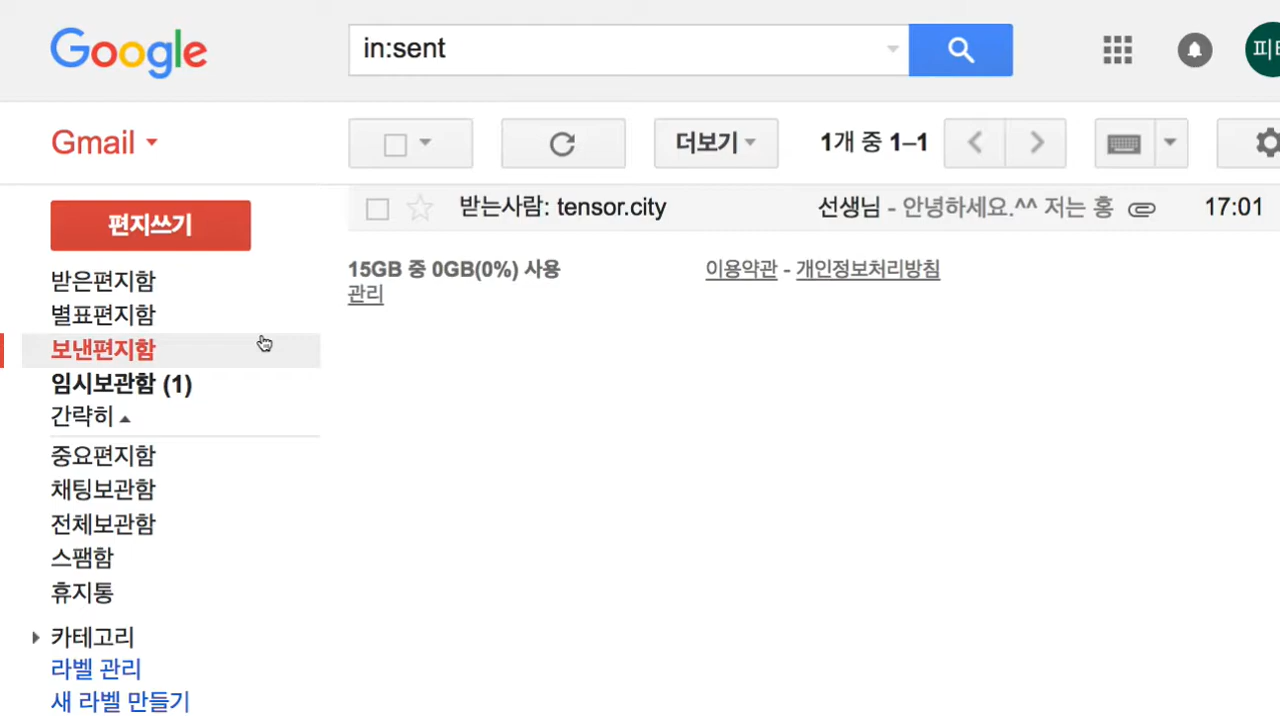 Google
in:sent
피터
Gmail
더보기
1개 중 1–1
편지쓰기
받는사람: tensor.city
선생님 - 안녕하세요.^^ 저는 홍
17:01
15GB 중 0GB(0%) 사용
관리
이용약관 - 개인정보처리방침
받은편지함
별표편지함
보낸편지함
임시보관함 (1)
간략히
중요편지함
채팅보관함
전체보관함
스팸함
휴지통
카테고리
라벨 관리
새 라벨 만들기